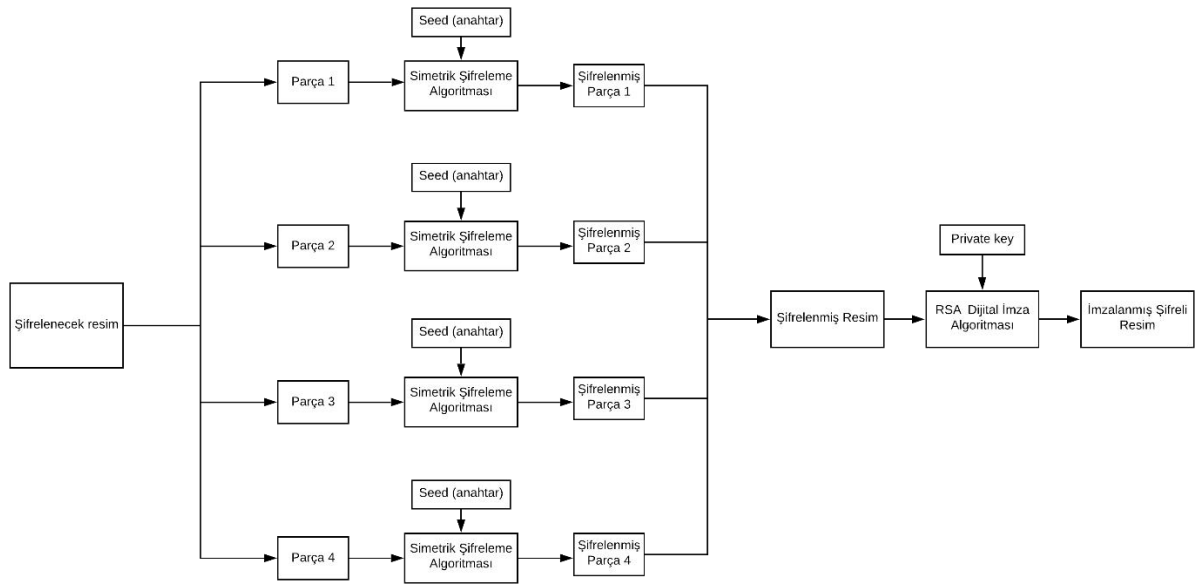 Seed (anahtar)
Parça 1
Simetrik Şifreleme
Algoritması
Şifrelenmiş
Parça 1
Seed (anahtar)
Parça 2
Simetrik Şifreleme
Algoritması
Şifrelenmiş
Parça 2
Şifrelenecek resim
Seed (anahtar)
Parça 3
Simetrik Şifreleme
Algoritması
Şifrelenmiş
Parça 3
Seed (anahtar)
Parça 4
Simetrik Şifreleme
Algoritması
Şifrelenmiş
Parça 4
Şifrelenmiş Resim
Private key
RSA Dijital İmza
Algoritması
İmzalanmış Şifreli
Resim